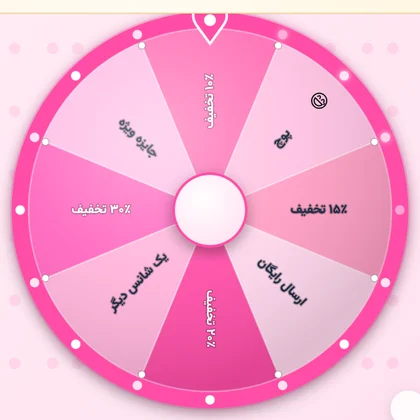 ۱۰٪ تخفیف
پوچ
۱۵٪ تخفیف
ارسال رایگان
۲۰٪ تخفیف
یک شانس دیگر
۳۰٪ تخفیف
جایزه ویژه